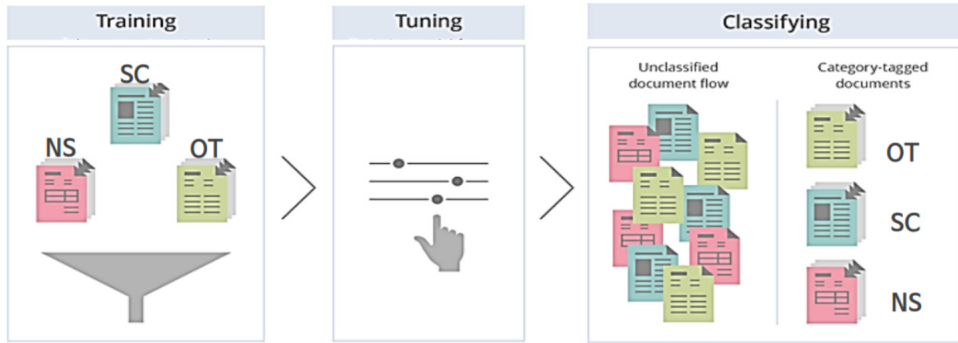 Training
SC
NS
OT
Tuning
Classifying
Unclassified
document flow
Category-tagged
documents
OT
SC
NS